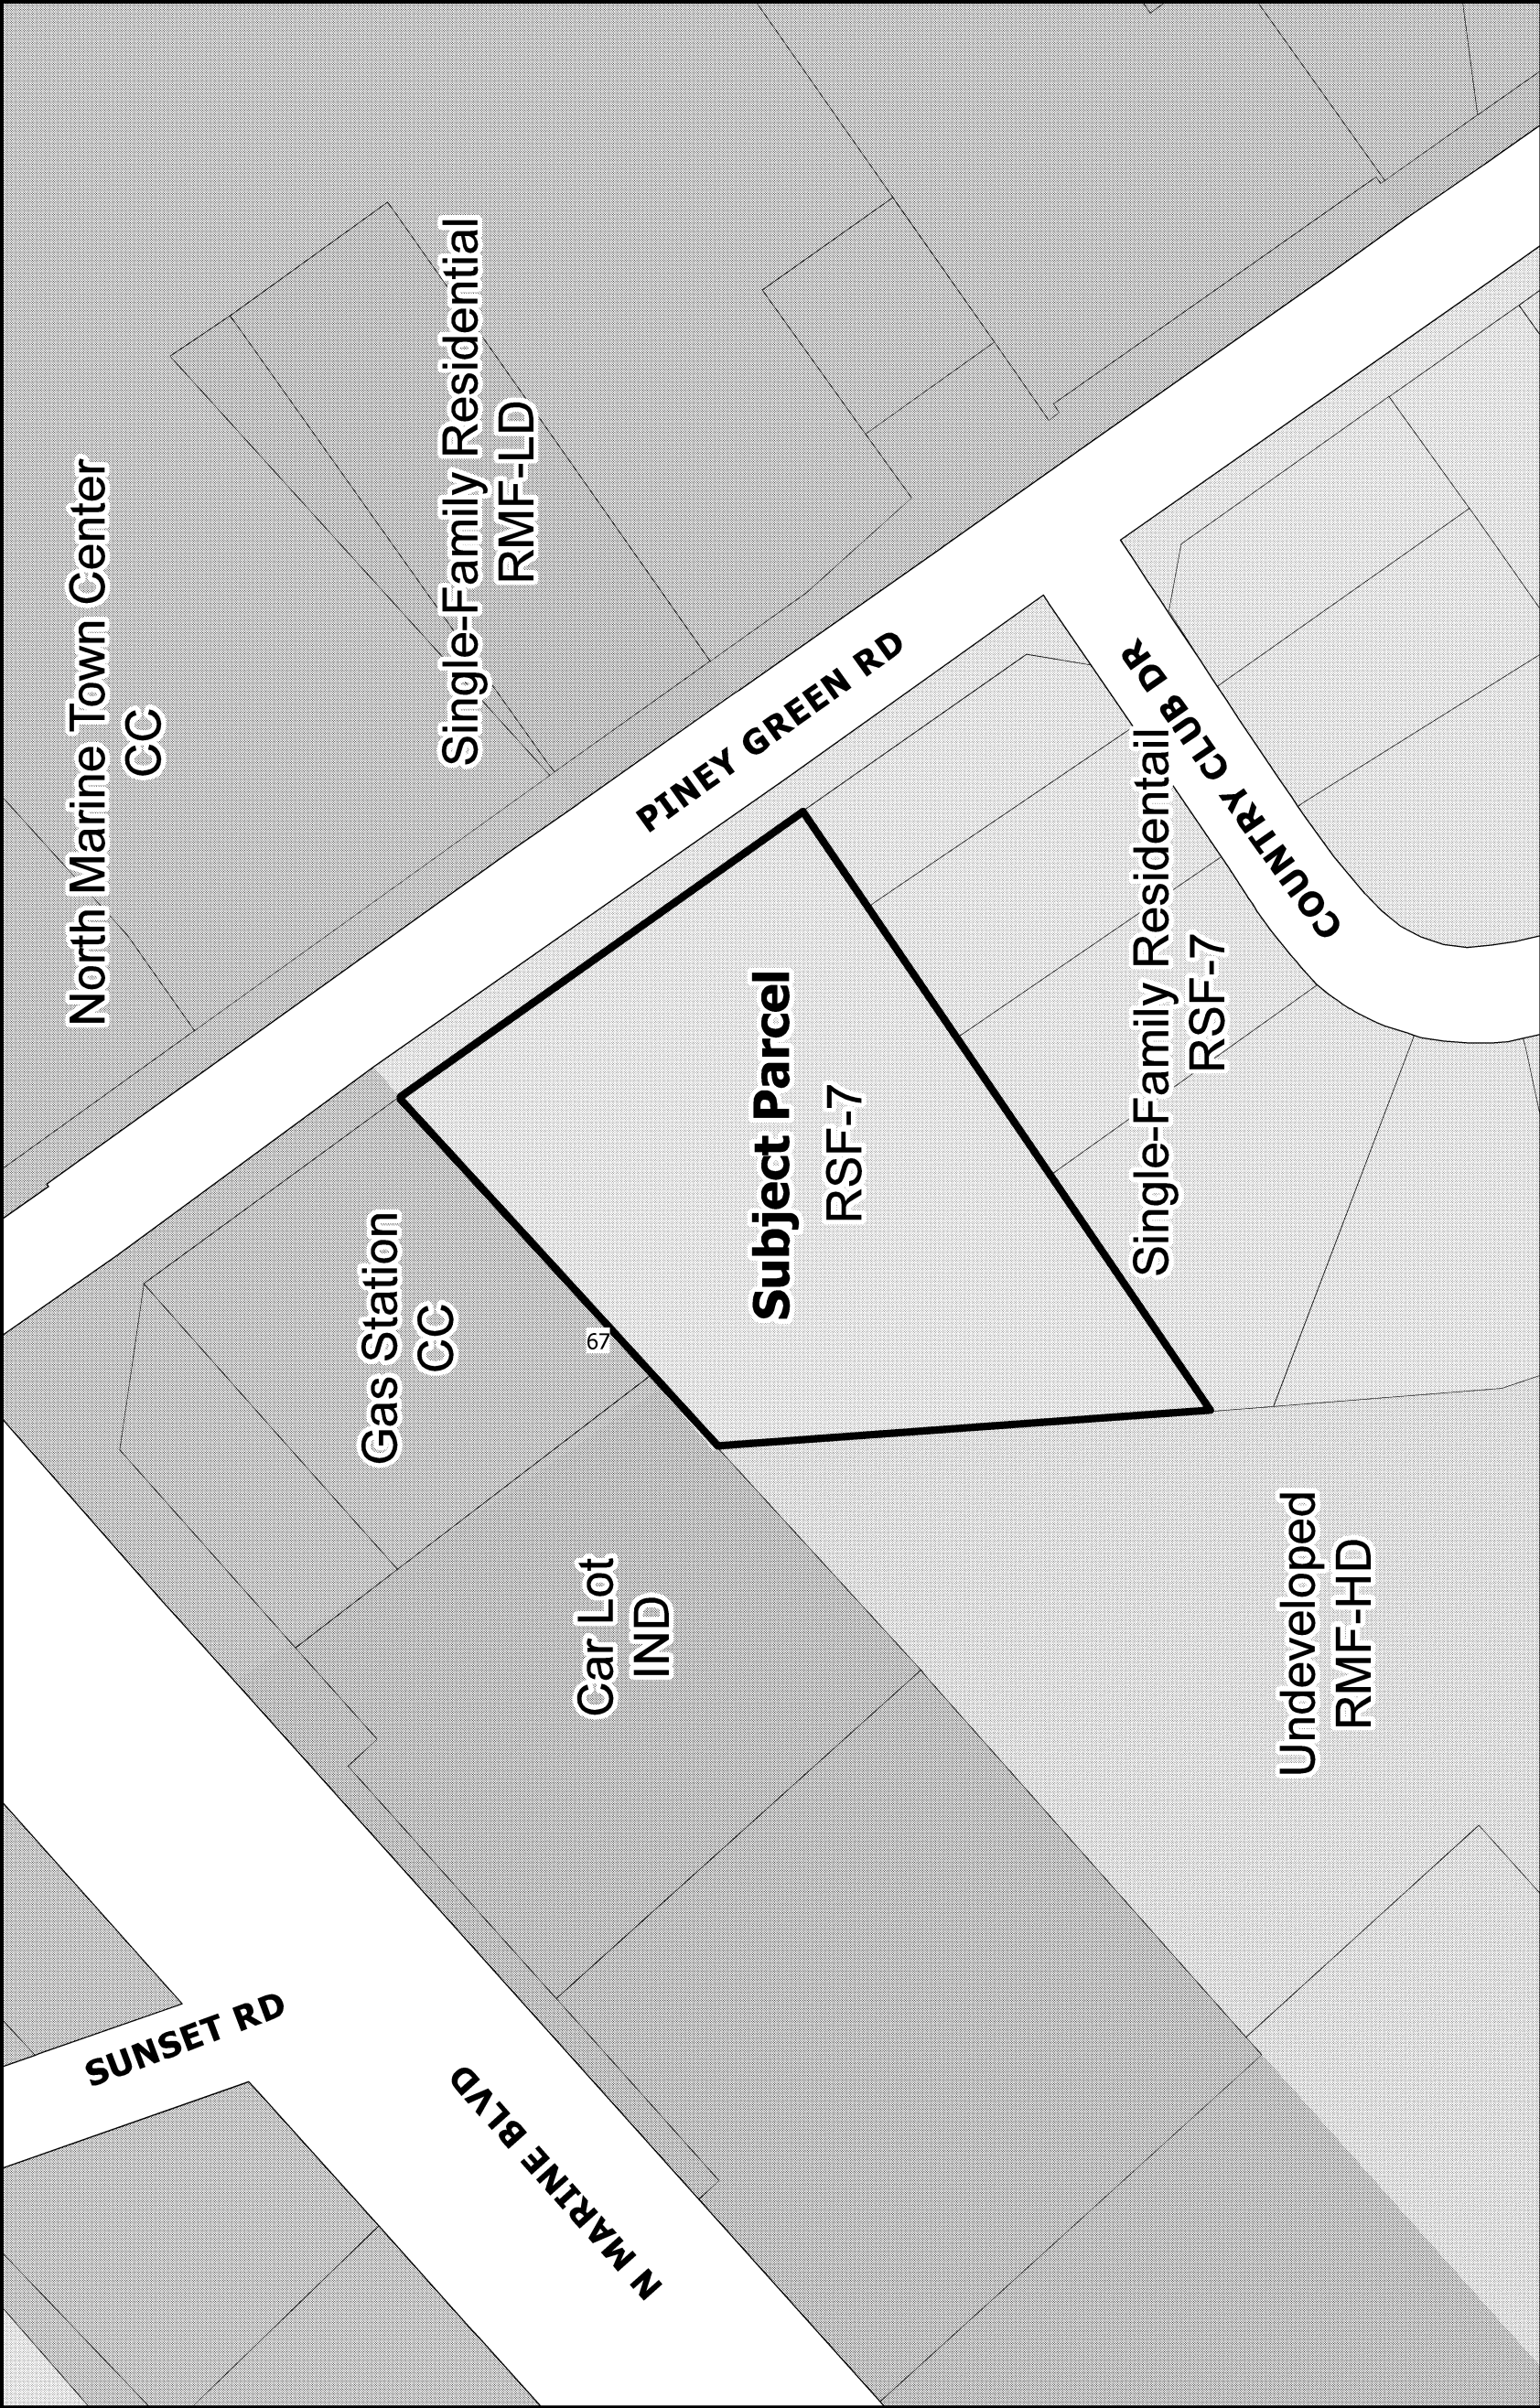 North Marine Town Center
CC
Single-Family Residential
RMF-LD
PINEY GREEN RD
COUNTRY CLUB DR
Single-Family Residentail
RSF-7
Subject Parcel
RSF-7
Gas Station
CC
67
Car Lot
IND
Undeveloped
RMF-HD
SUNSET RD
N MARINE BLVD